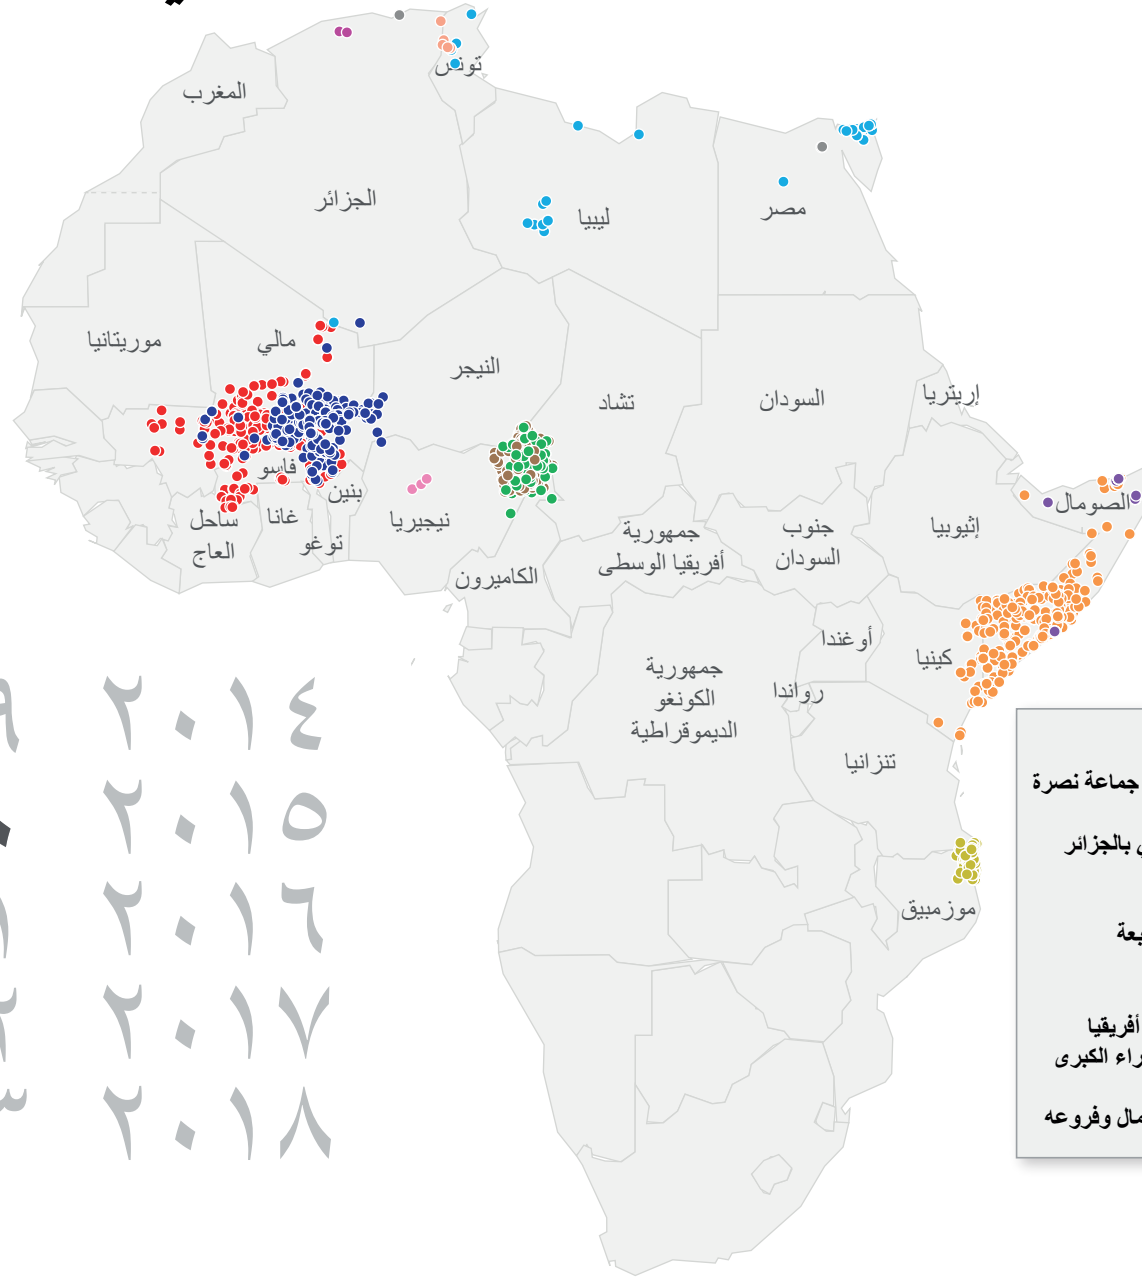 تونس
المغرب
الجزائر
ليبيا
مصر
موريتانيا
مالي
النيجر
تشاد
السودان
إريتريا
فاسو
بنين
نيجيريا
ساحل
العاج
غانا
توغو
الكاميرون
جمهورية
أفريقيا الوسطى
جنوب
السودان
إثيوبيا
الصومال
أوغندا
كينيا
رواندا
جمهورية
الكونغو
الديموقراطية
تنزانيا
موزمبيق
٢٠١٤
٢٠١٥
٢٠١٦
٢٠١٧
٢٠١٨
جماعة نصرة
بالجزائر
أفريقيا
الكبرى
وفروعه